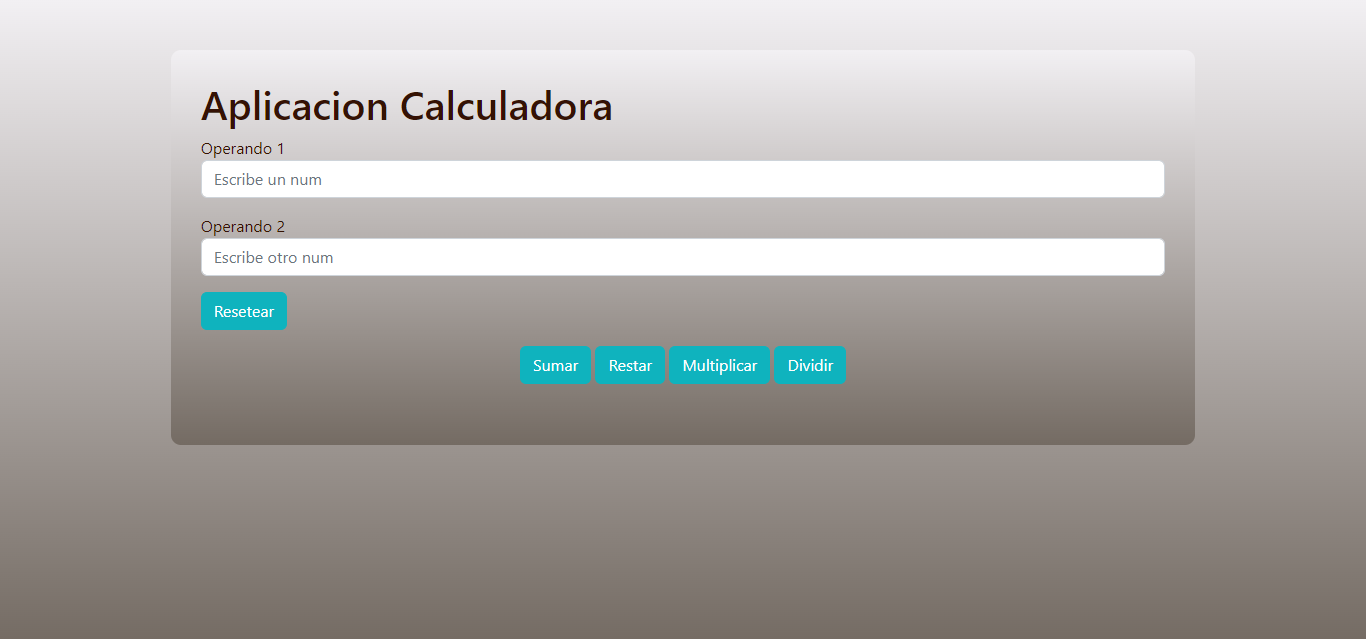 Aplicacion Calculadora
Operando 1
Escribe un num
Operando 2
Escribe otro num
Resetear
Sumar Restar Multiplicar Dividir